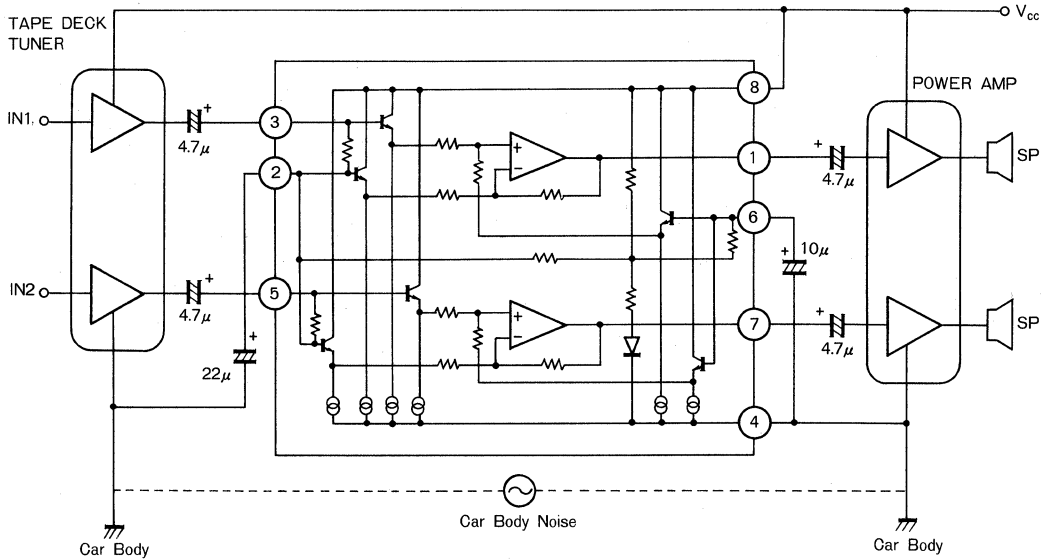 TAPE DECK
TUNER
Vcc
POWER AMP
8
IN1
+
4.7μ
3
+
−
1
+
4.7μ
SP
2
6
10μ
+
IN2
+
4.7μ
5
+
−
7
+
4.7μ
SP
+
22μ
4
Car Body Noise
Car Body
Car Body